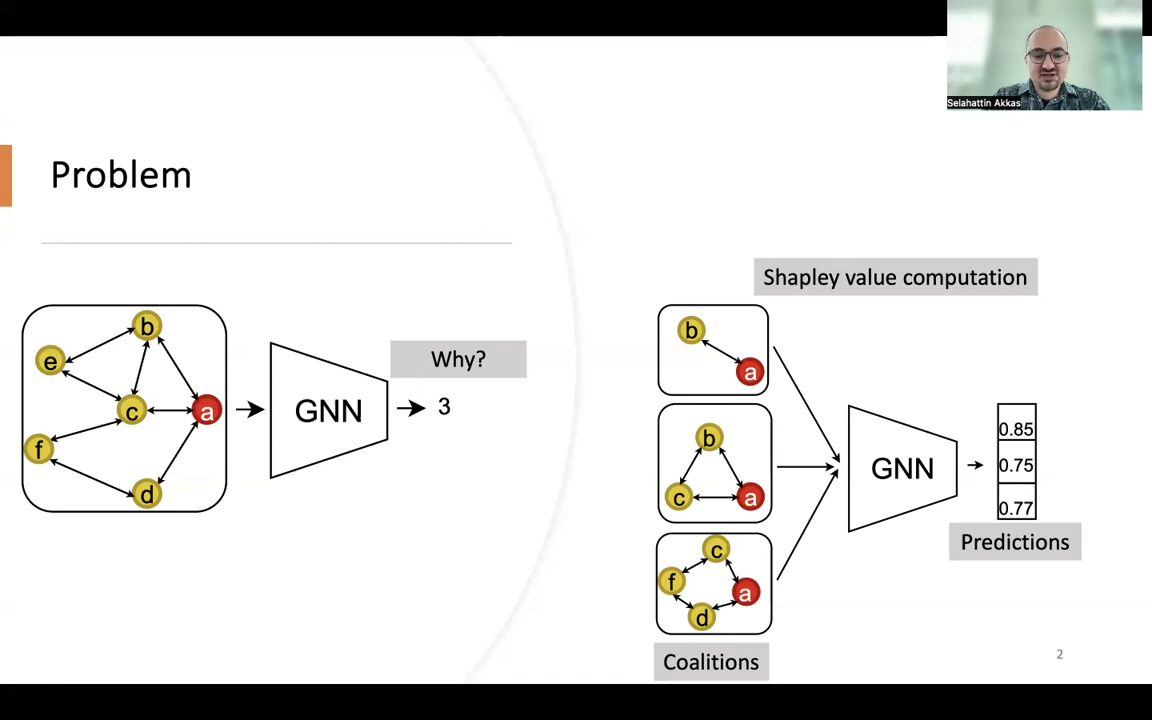 Selahattin Akkas
Problem
b
e
c
a
f
d
GNN
Why?
3
Shapley value computation
b
a
b
c
a
c
f
a
d
Coalitions
GNN
0.85
0.75
0.77
Predictions
2